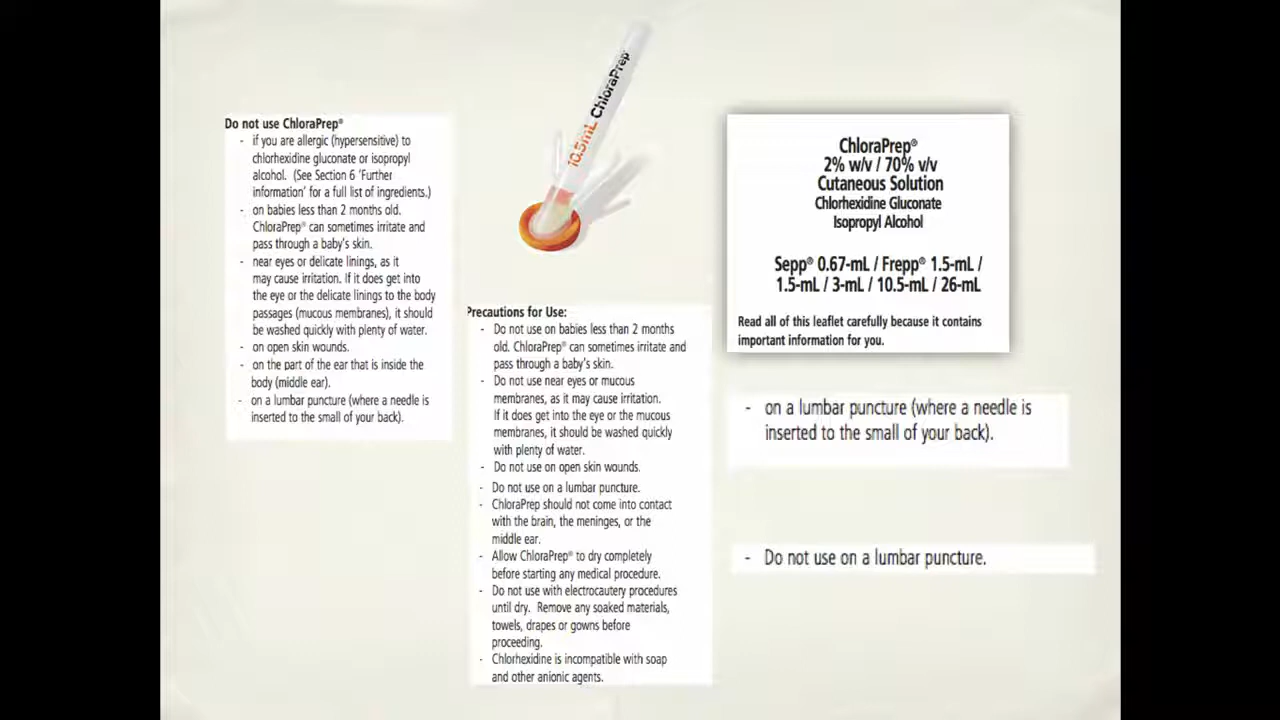 Do not use ChloraPrep®
- if you are allergic (hypersensitive) to
chlorhexidine gluconate or isopropyl
alcohol. (See Section 6 'Further
information' for a full list of ingredients.)
- on babies less than 2 months old.
ChloraPrep® can sometimes irritate and
pass through a baby's skin.
- near eyes or delicate linings, as it
may cause irritation. If it does get into
the eye or the delicate linings to the body
passages (mucous membranes), it should
be washed quickly with plenty of water.
- on open skin wounds.
- on the part of the ear that is inside the
body (middle ear).
- on a lumbar puncture (where a needle is
inserted to the small of your back).
10.5mL ChloraPrep
Precautions for Use:
- Do not use on babies less than 2 months
old. ChloraPrep® can sometimes irritate and
pass through a baby's skin.
- Do not use near eyes or mucous
membranes, as it may cause irritation.
If it does get into the eye or the mucous
membranes, it should be washed quickly
with plenty of water.
- Do not use on open skin wounds.
- Do not use on a lumbar puncture.
- ChloraPrep should not come into contact
with the brain, the meninges, or the
middle ear.
- Allow ChloraPrep® to dry completely
before starting any medical procedure.
- Do not use with electrocautery procedures
until dry. Remove any soaked materials,
towels, drapes or gowns before
proceeding.
- Chlorhexidine is incompatible with soap
and other anionic agents.
ChloraPrep®
2% w/v / 70% v/v
Cutaneous Solution
Chlorhexidine Gluconate
Isopropyl Alcohol
Sepp® 0.67-mL / Frepp® 1.5-mL /
1.5-mL / 3-mL / 10.5-mL / 26-mL
Read all of this leaflet carefully because it contains
important information for you.
- on a lumbar puncture (where a needle is
inserted to the small of your back).
- Do not use on a lumbar puncture.